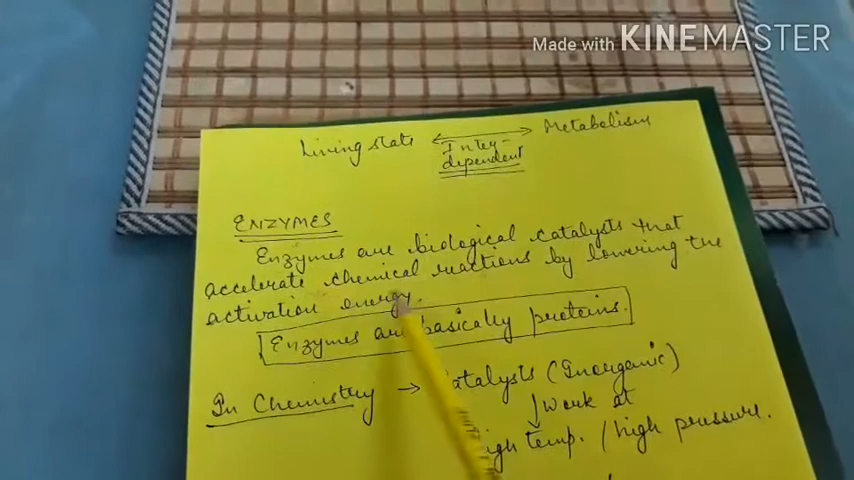 Made with KINEMASTER
Living State ⟷ Metabolism
Inter-
dependent
ENZYMES
Enzymes are biological catalysts that
accelerate chemical reactions by lowering the
activation energy.
Enzymes are basically proteins.
In Chemistry → Catalysts (Inorganic)
↓ Work at
High temp. / high pressure.